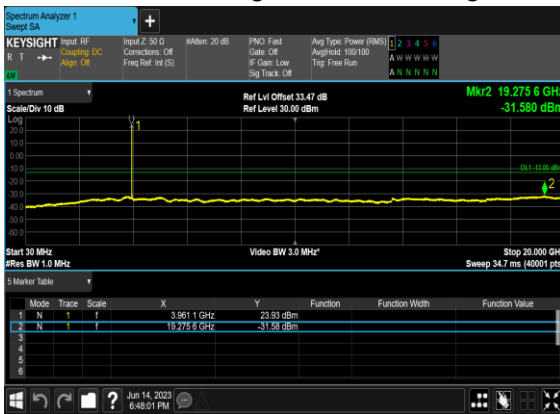 Spectrum Analyzer 1
Swept SA
KEYSIGHT Input: RF Input Z: 50 Ω #Atten: 20 dB PNO: Fast Avg Type: Power (RMS) 1 2 3 4 5 6
R T Coupling: DC Corrections: Off Gate: Off Avg|Hold: 100/100 A W W W W W
Align: Off Freq Ref: Int (S) IF Gain: Low Trig: Free Run
Sig Track: Off A N N N N N
1 Spectrum Ref Lvl Offset 33.47 dB Mkr2 19.275 6 GHz
Scale/Div 10 dB Ref Level 30.00 dBm -31.580 dBm
Log
1
20.0
10.0
0.00
-10.0
DL1 -13.00 dBm
-20.0
2
-30.0
-40.0
-50.0
-60.0
Start 30 MHz Video BW 3.0 MHz* Stop 20.000 GH
#Res BW 1.0 MHz Sweep 34.7 ms (40001 pts
5 Marker Table
Mode Trace Scale X Y Function Function Width Function Value
1 N 1 f 3.961 1 GHz 23.93 dBm
2 N 1 f 19.275 6 GHz -31.58 dBm
3
4
5
6
Jun 14, 2023
6:48:01 PM